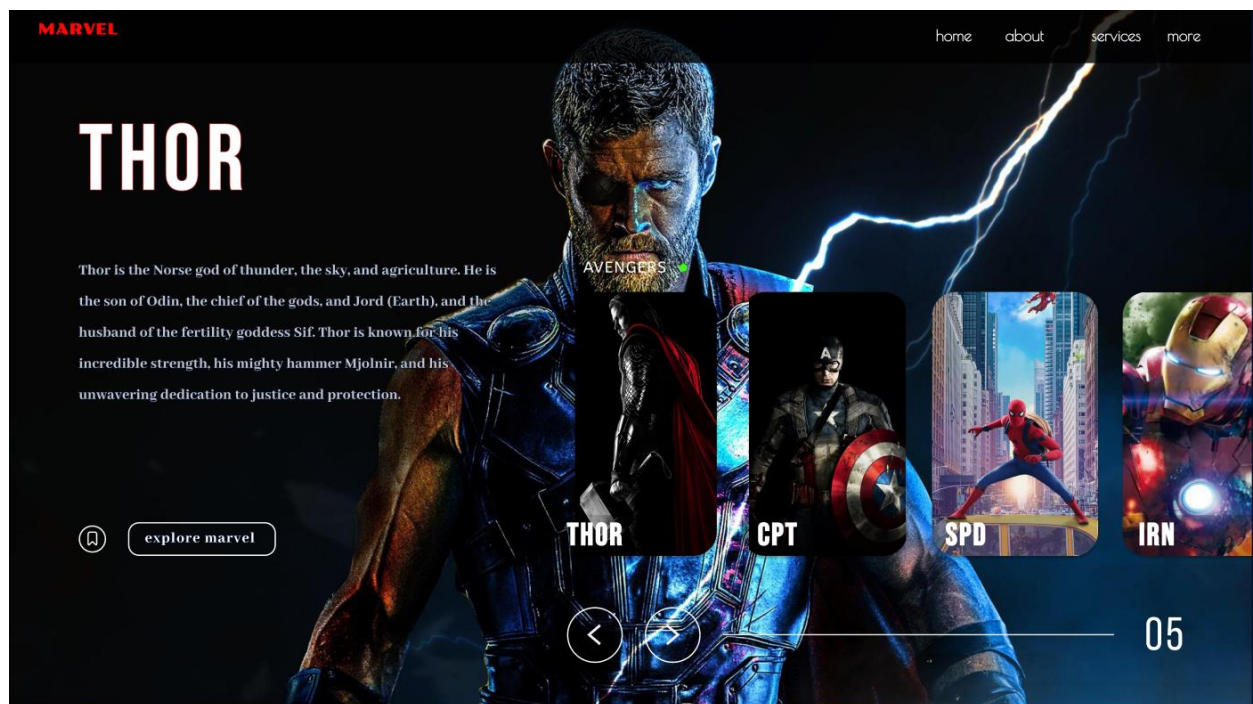 MARVEL
home about services more
THOR
Thor is the Norse god of thunder, the sky, and agriculture. He is
the son of Odin, the chief of the gods, and Jord (Earth), and the
husband of the fertility goddess Sif. Thor is known for his
incredible strength, his mighty hammer Mjolnir, and his
unwavering dedication to justice and protection.
explore marvel
AVENGERS
A
THOR
CPT
SPD
IRN
05